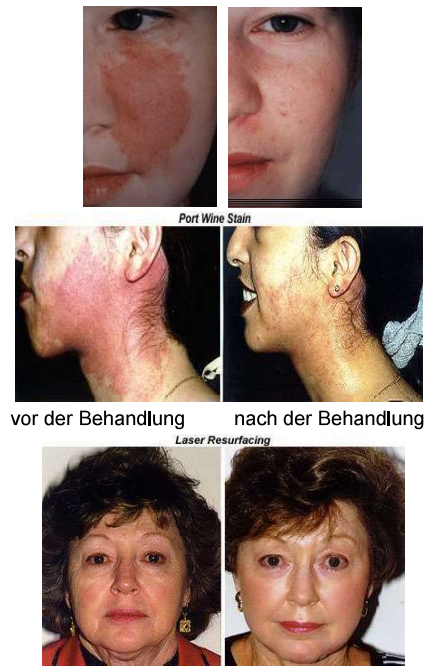 Port Wine Stain
vor der Behandlung nach der Behandlung
Laser Resurfacing